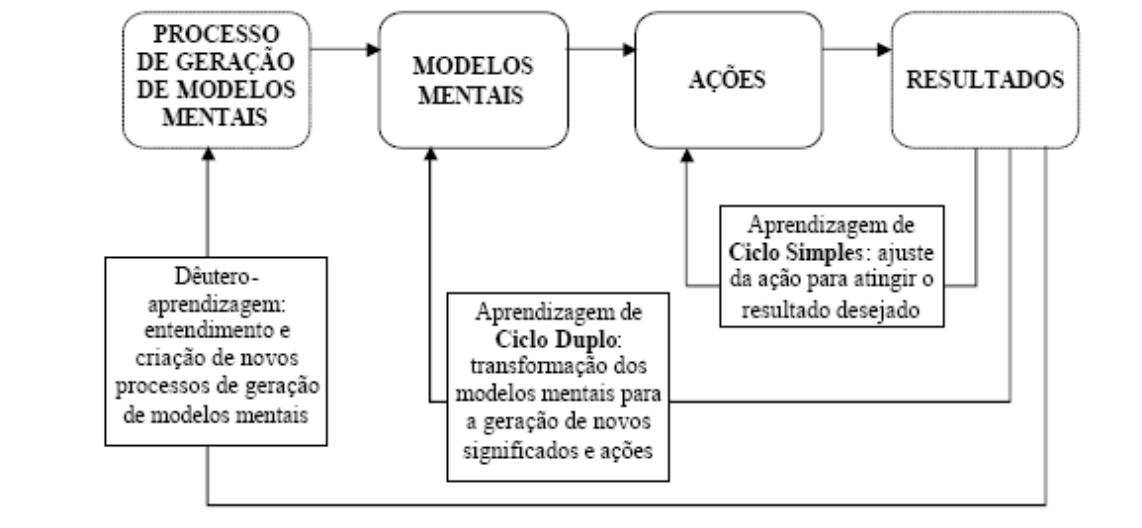 PROCESSO
DE GERAÇÃO
DE MODELOS
MENTAIS
MODELOS
MENTAIS
AÇÕES
RESULTADOS
Aprendizagem de
Ciclo Simples: ajuste
da ação para atingir o
resultado desejado
Aprendizagem de
Ciclo Duplo:
transformação dos
modelos mentais para
a geração de novos
significados e ações
Dêutero-
aprendizagem:
entendimento e
criação de novos
processos de geração
de modelos mentais